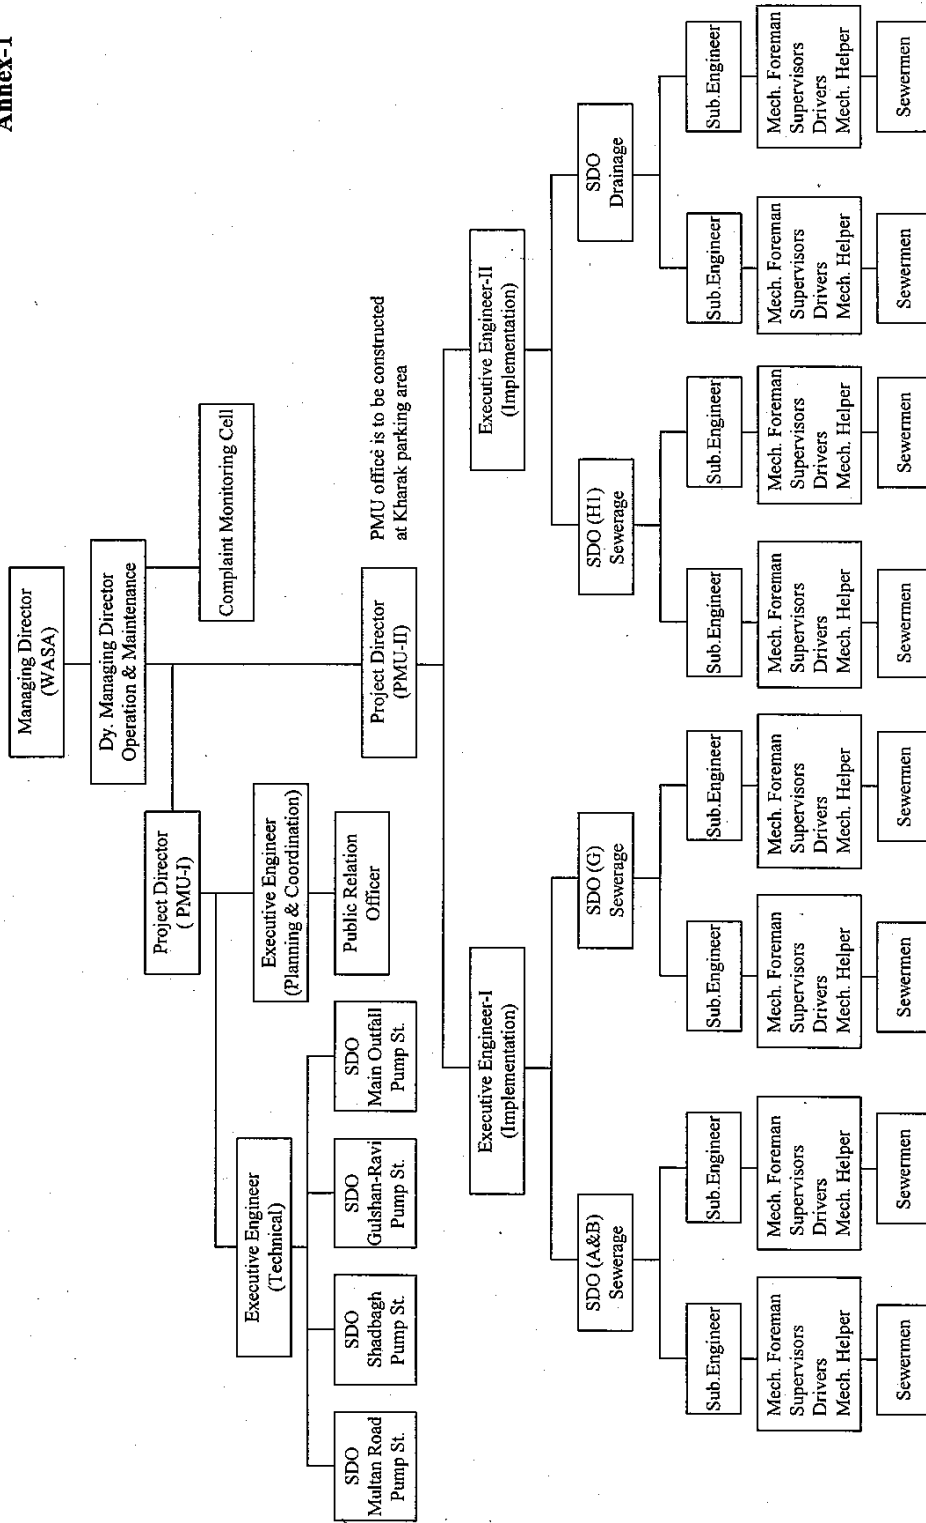 Annex-1
Managing Director
(WASA)
Dy. Managing Director
Operation & Maintenance
Complaint Monitoring Cell
Project Director
( PMU-I)
Executive Engineer
(Technical)
Executive Engineer
(Planning & Coordination)
Public Relation
Officer
SDO
Multan Road
Pump St.
SDO
Shadbagh
Pump St.
SDO
Gulshan-Ravi
Pump St.
SDO
Main Outfall
Pump St.
Project Director
(PMU-II)
PMU office is to be constructed
at Kharak parking area
Executive Engineer-I
(Implementation)
Executive Engineer-II
(Implementation)
SDO (A&B)
Sewerage
SDO (G)
Sewerage
SDO (H1)
Sewerage
SDO
Drainage
Sub.Engineer
Sub.Engineer
Sub.Engineer
Sub.Engineer
Sub.Engineer
Sub.Engineer
Sub.Engineer
Sub.Engineer
Mech. Foreman
Supervisors
Drivers
Mech. Helper
Mech. Foreman
Supervisors
Drivers
Mech. Helper
Mech. Foreman
Supervisors
Drivers
Mech. Helper
Mech. Foreman
Supervisors
Drivers
Mech. Helper
Mech. Foreman
Supervisors
Drivers
Mech. Helper
Mech. Foreman
Supervisors
Drivers
Mech. Helper
Mech. Foreman
Supervisors
Drivers
Mech. Helper
Mech. Foreman
Supervisors
Drivers
Mech. Helper
Sewermen
Sewermen
Sewermen
Sewermen
Sewermen
Sewermen
Sewermen
Sewermen